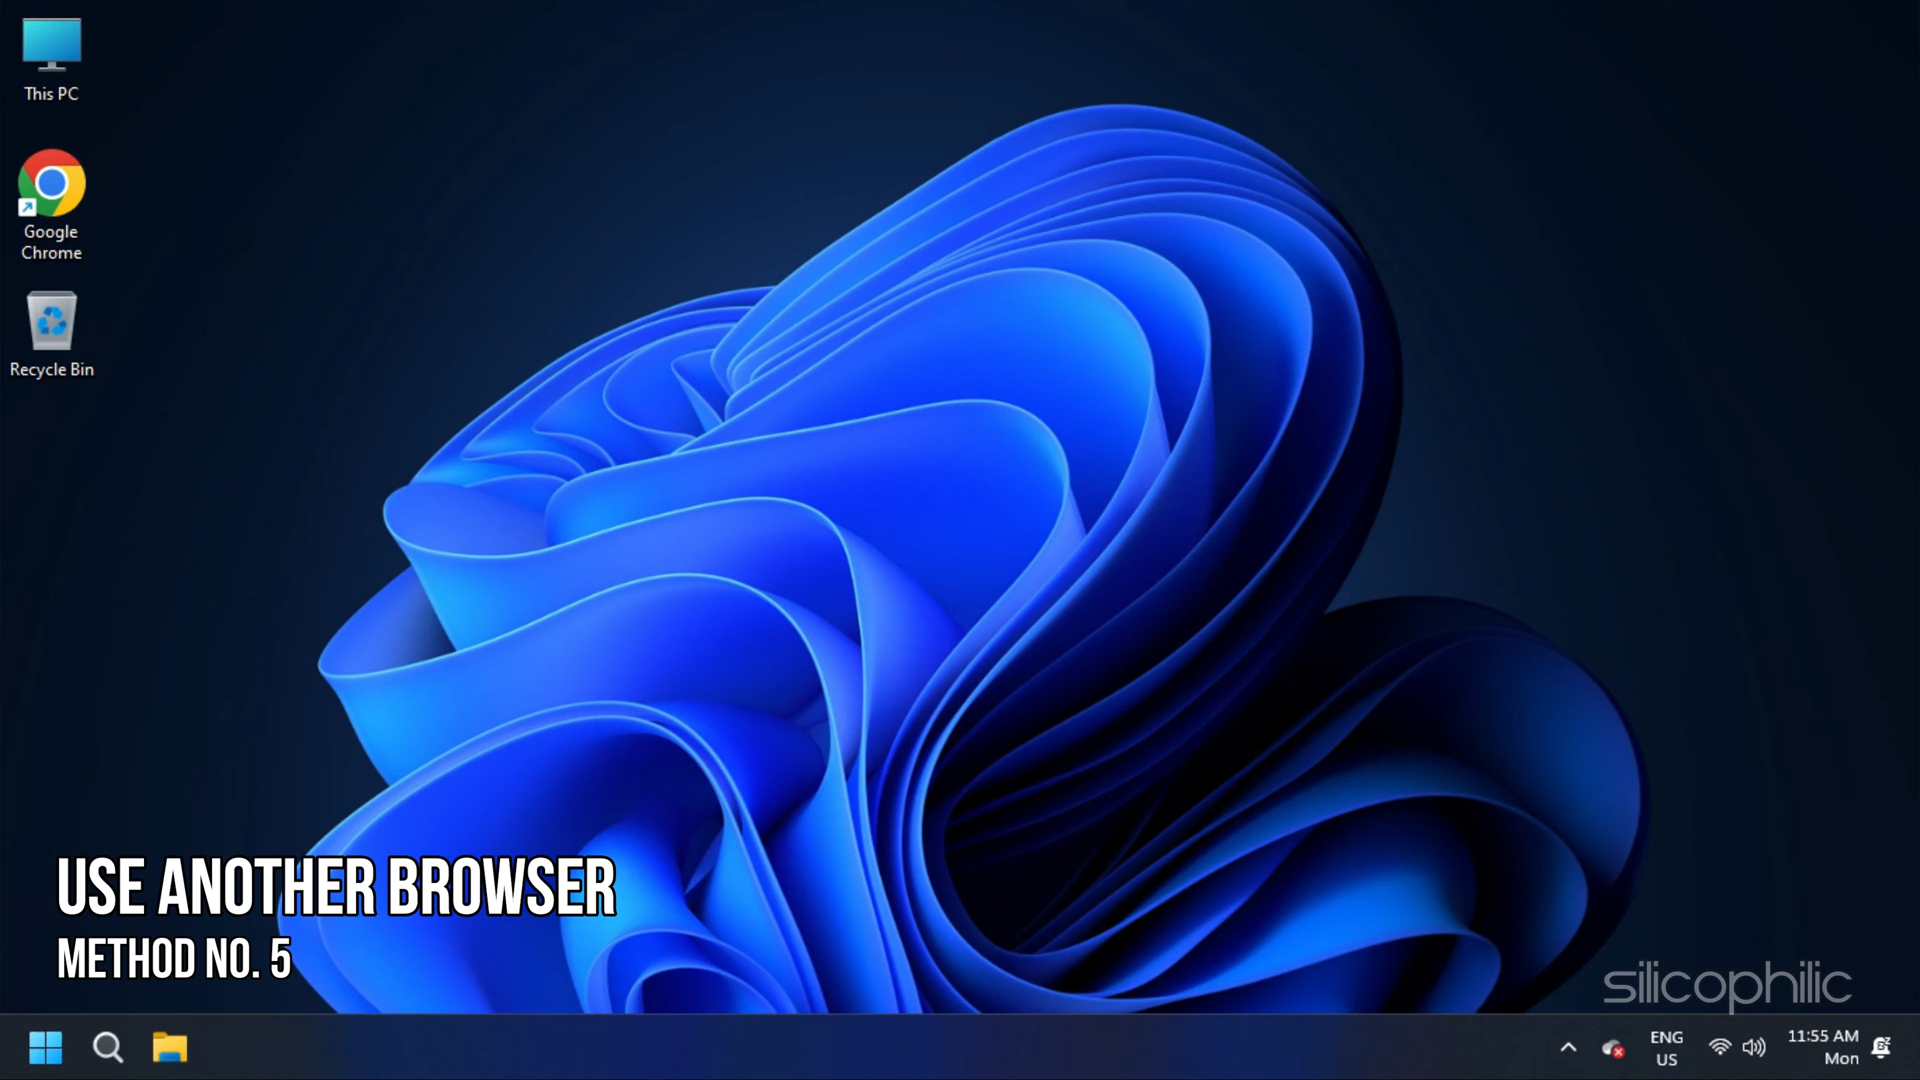 This PC
Google
Chrome
Recycle Bin
USE ANOTHER BROWSER
METHOD NO. 5
silicophilic
ENG
US
11:55 AM
Mon